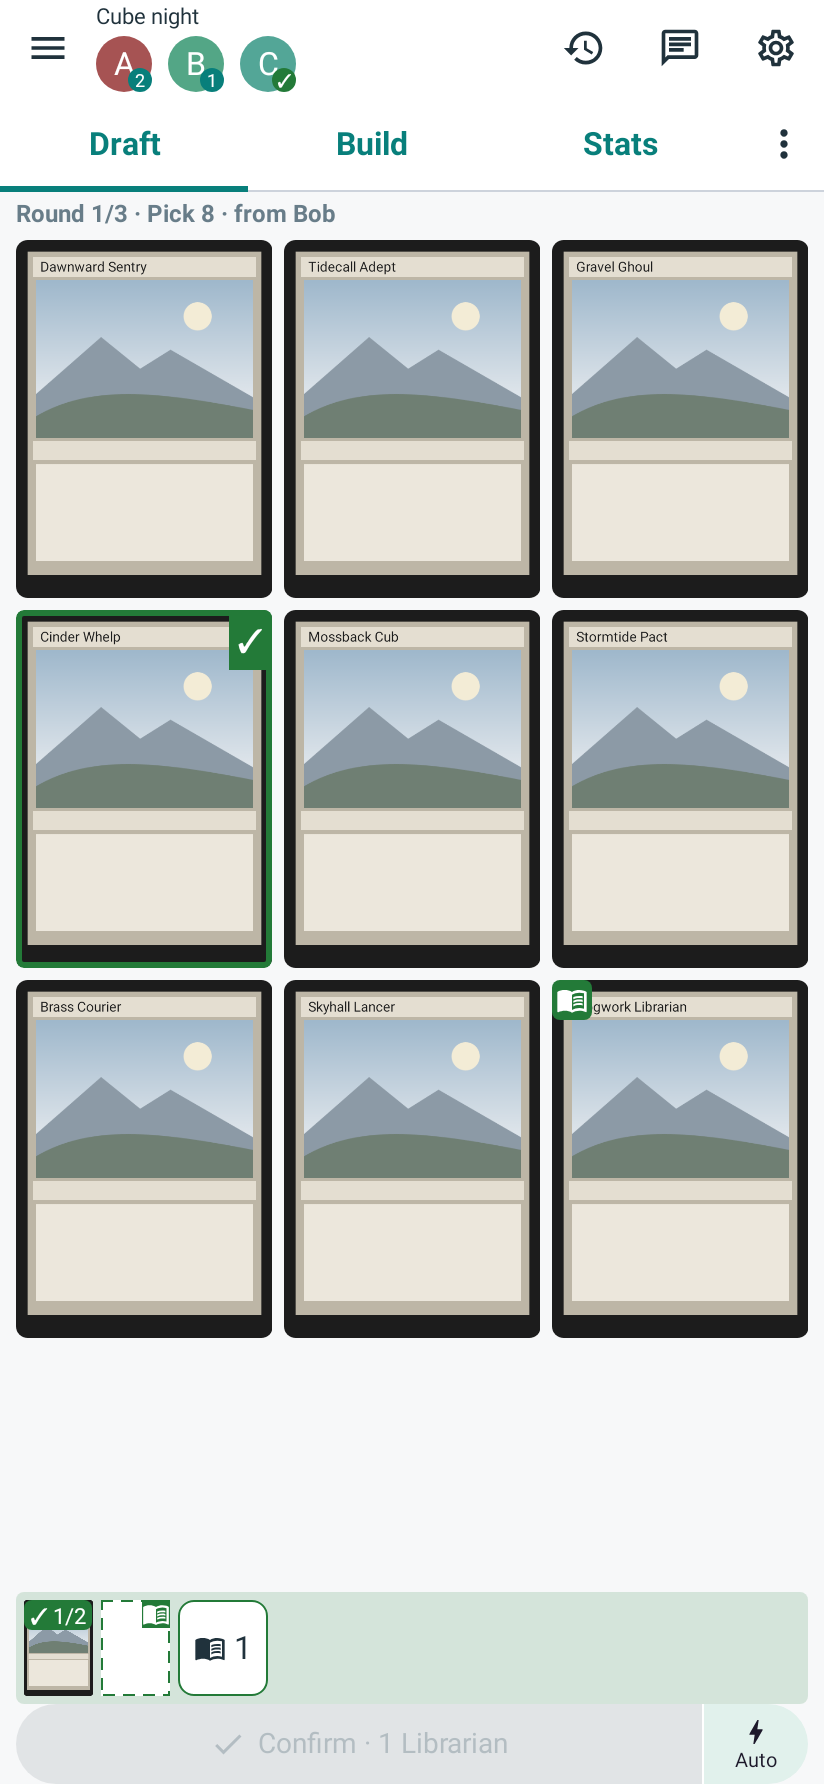 Cube night
A 2 B 1 C ✓
Draft Build Stats
Round 1/3 · Pick 8 · from Bob
Dawnward Sentry Tidecall Adept Gravel Ghoul
Cinder Whelp ✓ Mossback Cub Stormtide Pact
Brass Courier Skyhall Lancer gwork Librarian
✓ 1/2 1
Confirm · 1 Librarian
Auto